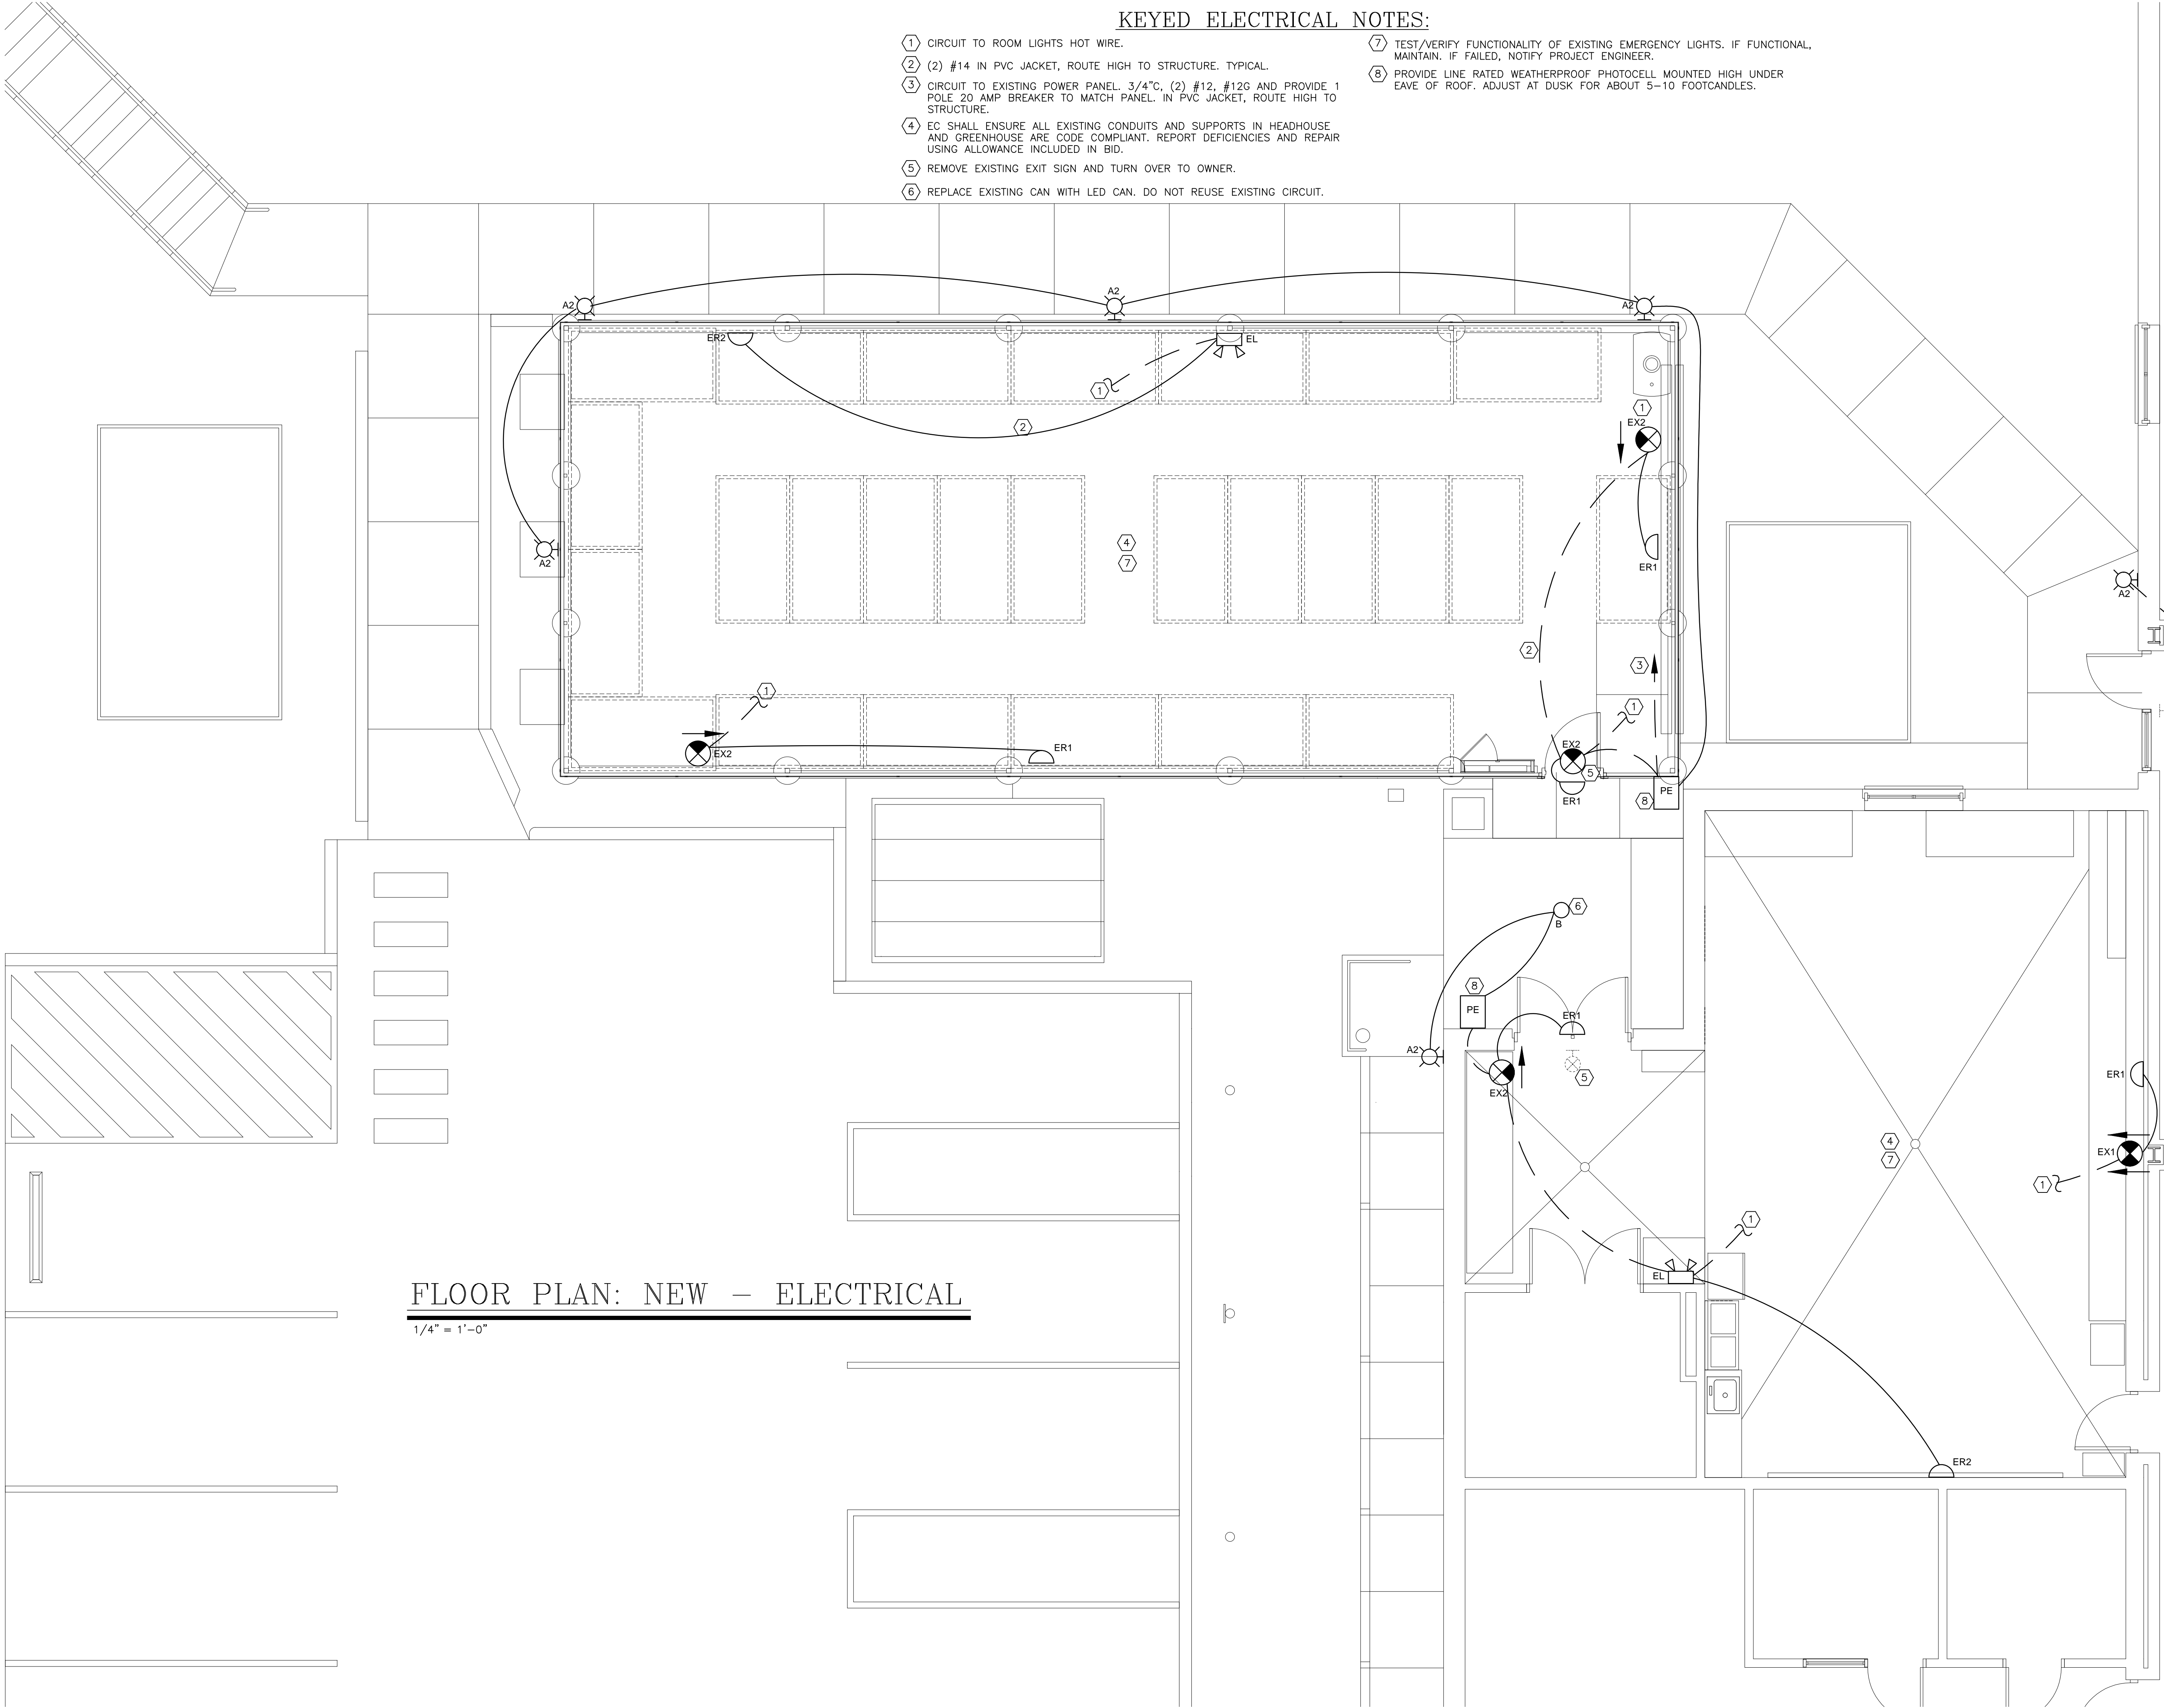 KEYED ELECTRICAL NOTES:
1 CIRCUIT TO ROOM LIGHTS HOT WIRE.
2 (2) #14 IN PVC JACKET, ROUTE HIGH TO STRUCTURE. TYPICAL.
3 CIRCUIT TO EXISTING POWER PANEL. 3/4"C, (2) #12, #12G AND PROVIDE 1
POLE 20 AMP BREAKER TO MATCH PANEL. IN PVC JACKET, ROUTE HIGH TO
STRUCTURE.
4 EC SHALL ENSURE ALL EXISTING CONDUITS AND SUPPORTS IN HEADHOUSE
AND GREENHOUSE ARE CODE COMPLIANT. REPORT DEFICIENCIES AND REPAIR
USING ALLOWANCE INCLUDED IN BID.
5 REMOVE EXISTING EXIT SIGN AND TURN OVER TO OWNER.
6 REPLACE EXISTING CAN WITH LED CAN. DO NOT REUSE EXISTING CIRCUIT.
7 TEST/VERIFY FUNCTIONALITY OF EXISTING EMERGENCY LIGHTS. IF FUNCTIONAL,
MAINTAIN. IF FAILED, NOTIFY PROJECT ENGINEER.
8 PROVIDE LINE RATED WEATHERPROOF PHOTOCELL MOUNTED HIGH UNDER
EAVE OF ROOF. ADJUST AT DUSK FOR ABOUT 5-10 FOOTCANDLES.
A2
A2
A2
ER2
EL
1
1
EX2
2
4
7
ER1
A2
A2
2
3
1
1
EX2
ER1
EX2
5
ER1
PE
8
6
B
8
PE
ER1
A2
5
EX2
ER1
4
7
EX1
1
1
EL
FLOOR PLAN: NEW - ELECTRICAL
1/4" = 1'-0"
ER2